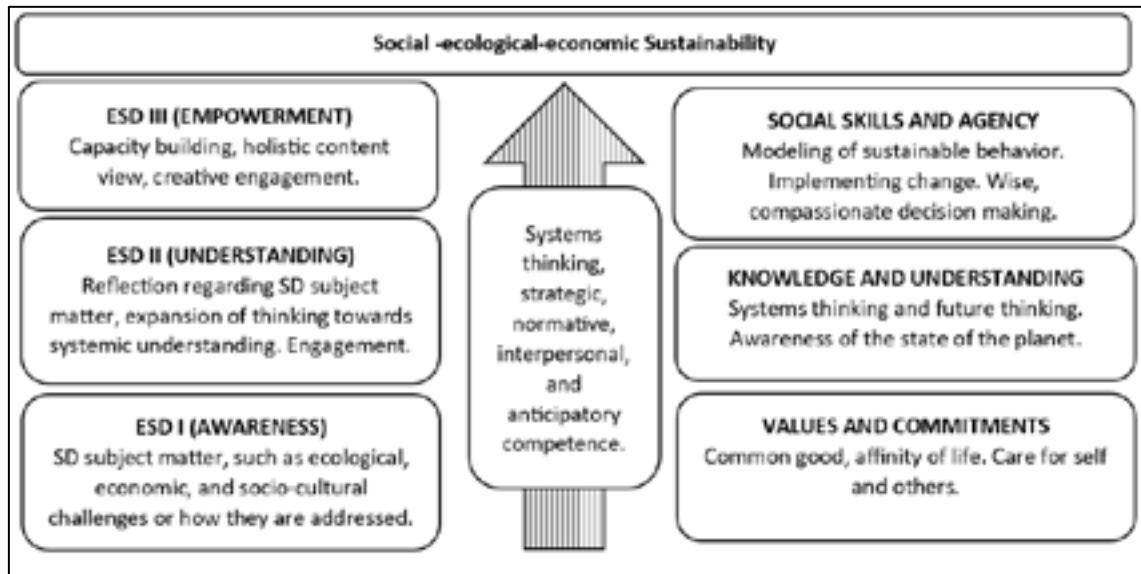 Social -ecological-economic Sustainability
ESD III (EMPOWERMENT)
Capacity building, holistic content
view, creative engagement.
ESD II (UNDERSTANDING)
Reflection regarding SD subject
matter, expansion of thinking towards
systemic understanding. Engagement.
ESD I (AWARENESS)
SD subject matter, such as ecological,
economic, and socio-cultural
challenges or how they are addressed.
Systems
thinking,
strategic,
normative,
interpersonal,
and
anticipatory
competence.
SOCIAL SKILLS AND AGENCY
Modeling of sustainable behavior.
Implementing change. Wise,
compassionate decision making.
KNOWLEDGE AND UNDERSTANDING
Systems thinking and future thinking.
Awareness of the state of the planet.
VALUES AND COMMITMENTS
Common good, affinity of life. Care for self
and others.